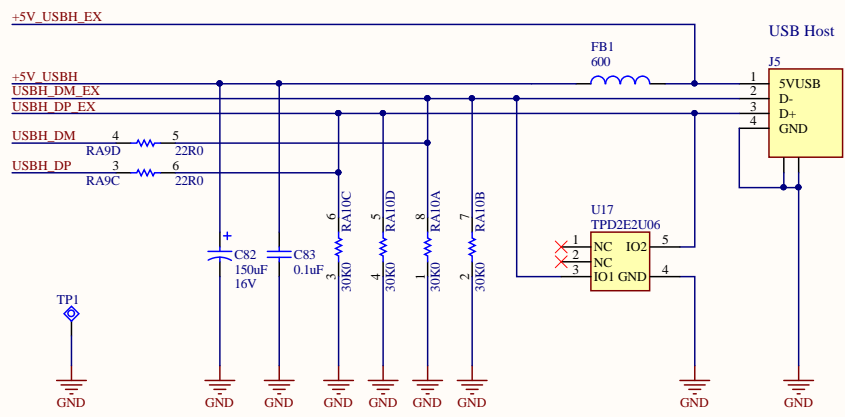 +5V_USBH_EX
USB Host
FB1
600
J5
+5V_USBH
1
5VUSB
USBH_DM_EX
2
D-
USBH_DP_EX
3
D+
4
GND
USBH_DM
4
5
RA9D
22R0
USBH_DP
3
6
RA9C
22R0
6
RA10C
5
RA10D
8
RA10A
7
RA10B
3
30K0
4
30K0
1
30K0
2
30K0
+
C82
150uF
16V
C83
0.1uF
U17
TPD2E2U06
1
NC
IO2
5
2
NC
3
IO1
GND
4
TP1
GND
GND
GND
GND
GND
GND
GND
GND
GND